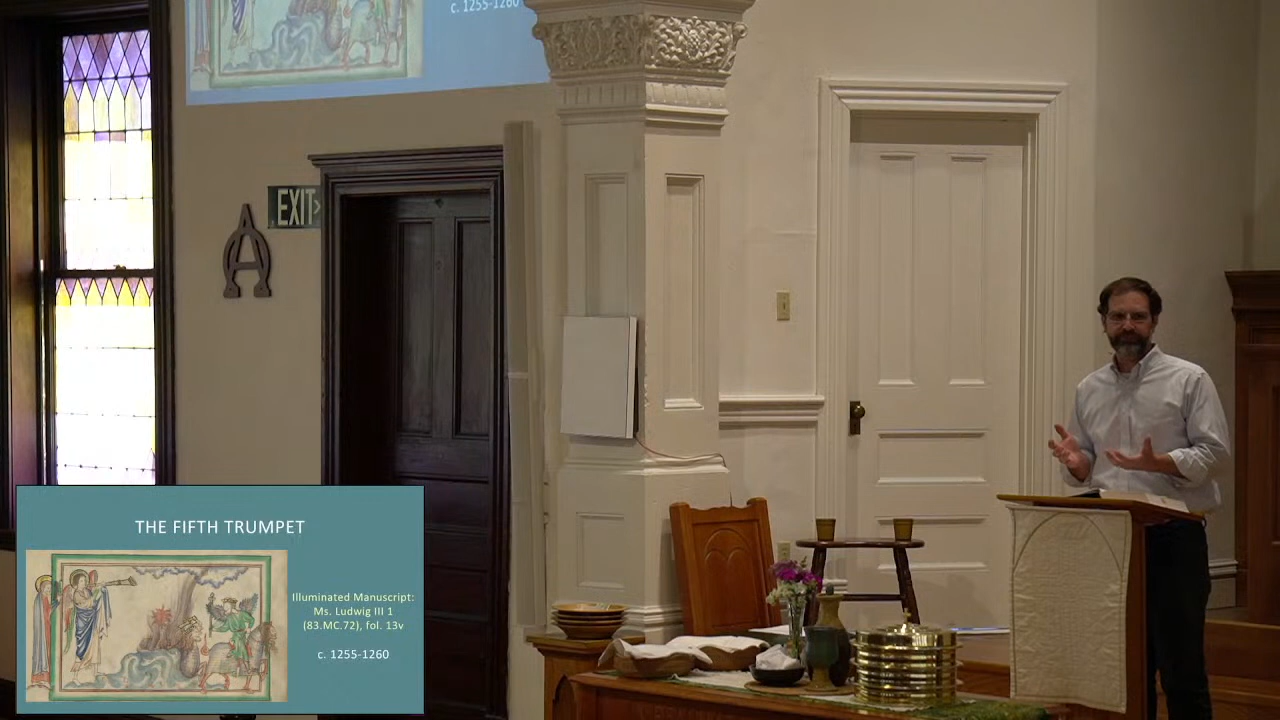 c. 1255-1260
EXIT
THE FIFTH TRUMPET
Illuminated Manuscript:
Ms. Ludwig III 1
(83.MC.72), fol. 13v
c. 1255-1260